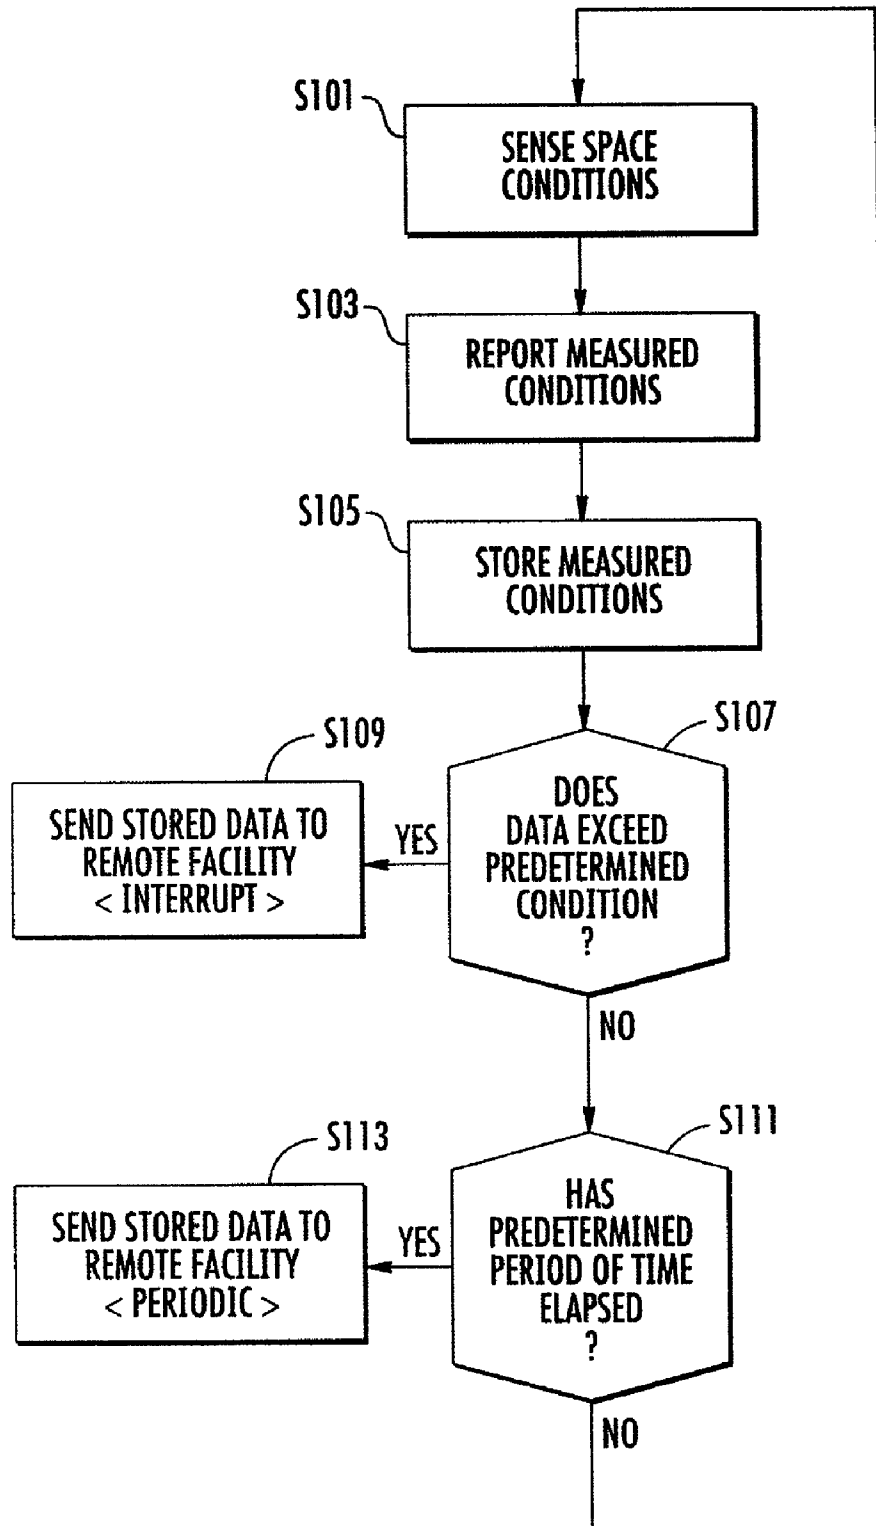 S101
SENSE SPACE
CONDITIONS
S103
REPORT MEASURED
CONDITIONS
S105
STORE MEASURED
CONDITIONS
S107
DOES
DATA EXCEED
PREDETERMINED
CONDITION
?
YES
S109
SEND STORED DATA TO
REMOTE FACILITY
< INTERRUPT >
NO
S111
HAS
PREDETERMINED
PERIOD OF TIME
ELAPSED
?
YES
S113
SEND STORED DATA TO
REMOTE FACILITY
< PERIODIC >
NO